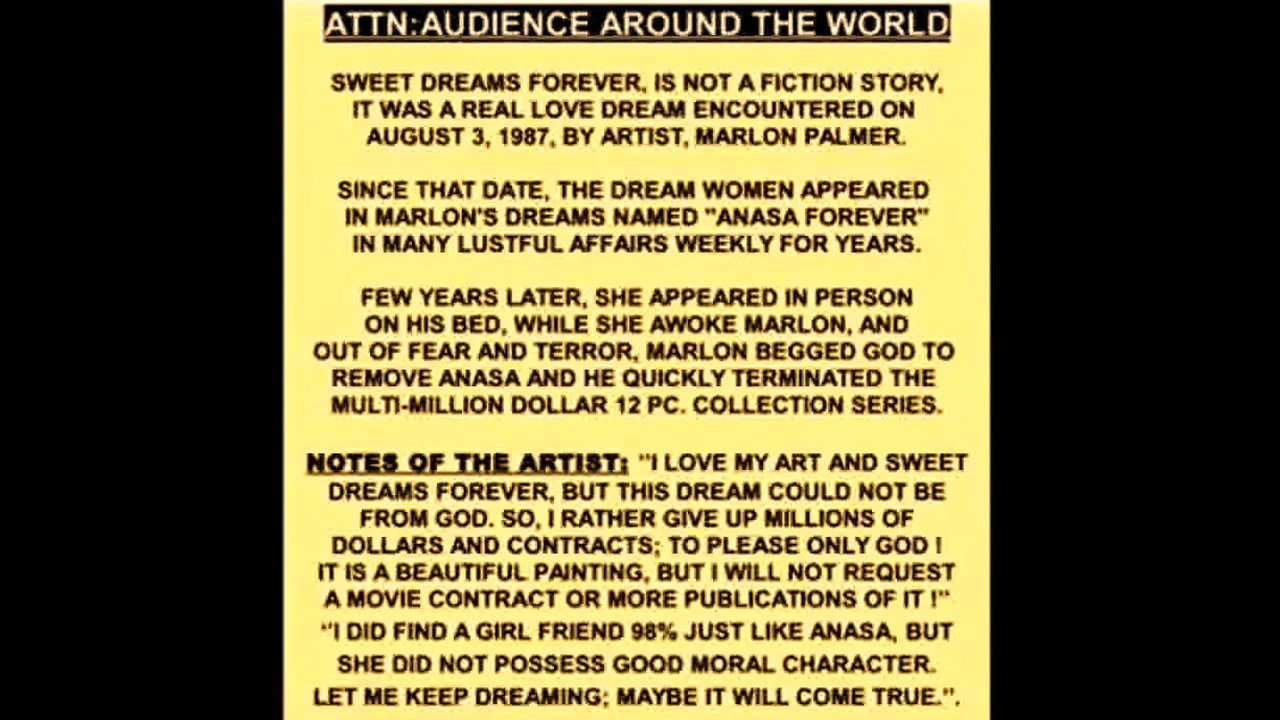 ATTN:AUDIENCE AROUND THE WORLD
SWEET DREAMS FOREVER, IS NOT A FICTION STORY,
IT WAS A REAL LOVE DREAM ENCOUNTERED ON
AUGUST 3, 1987, BY ARTIST, MARLON PALMER.
SINCE THAT DATE, THE DREAM WOMEN APPEARED
IN MARLON'S DREAMS NAMED "ANASA FOREVER"
IN MANY LUSTFUL AFFAIRS WEEKLY FOR YEARS.
FEW YEARS LATER, SHE APPEARED IN PERSON
ON HIS BED, WHILE SHE AWOKE MARLON, AND
OUT OF FEAR AND TERROR, MARLON BEGGED GOD TO
REMOVE ANASA AND HE QUICKLY TERMINATED THE
MULTI-MILLION DOLLAR 12 PC. COLLECTION SERIES.
NOTES OF THE ARTIST: "I LOVE MY ART AND SWEET
DREAMS FOREVER, BUT THIS DREAM COULD NOT BE
FROM GOD. SO, I RATHER GIVE UP MILLIONS OF
DOLLARS AND CONTRACTS; TO PLEASE ONLY GOD !
IT IS A BEAUTIFUL PAINTING, BUT I WILL NOT REQUEST
A MOVIE CONTRACT OR MORE PUBLICATIONS OF IT !"
"I DID FIND A GIRL FRIEND 98% JUST LIKE ANASA, BUT
SHE DID NOT POSSESS GOOD MORAL CHARACTER.
LET ME KEEP DREAMING; MAYBE IT WILL COME TRUE.".